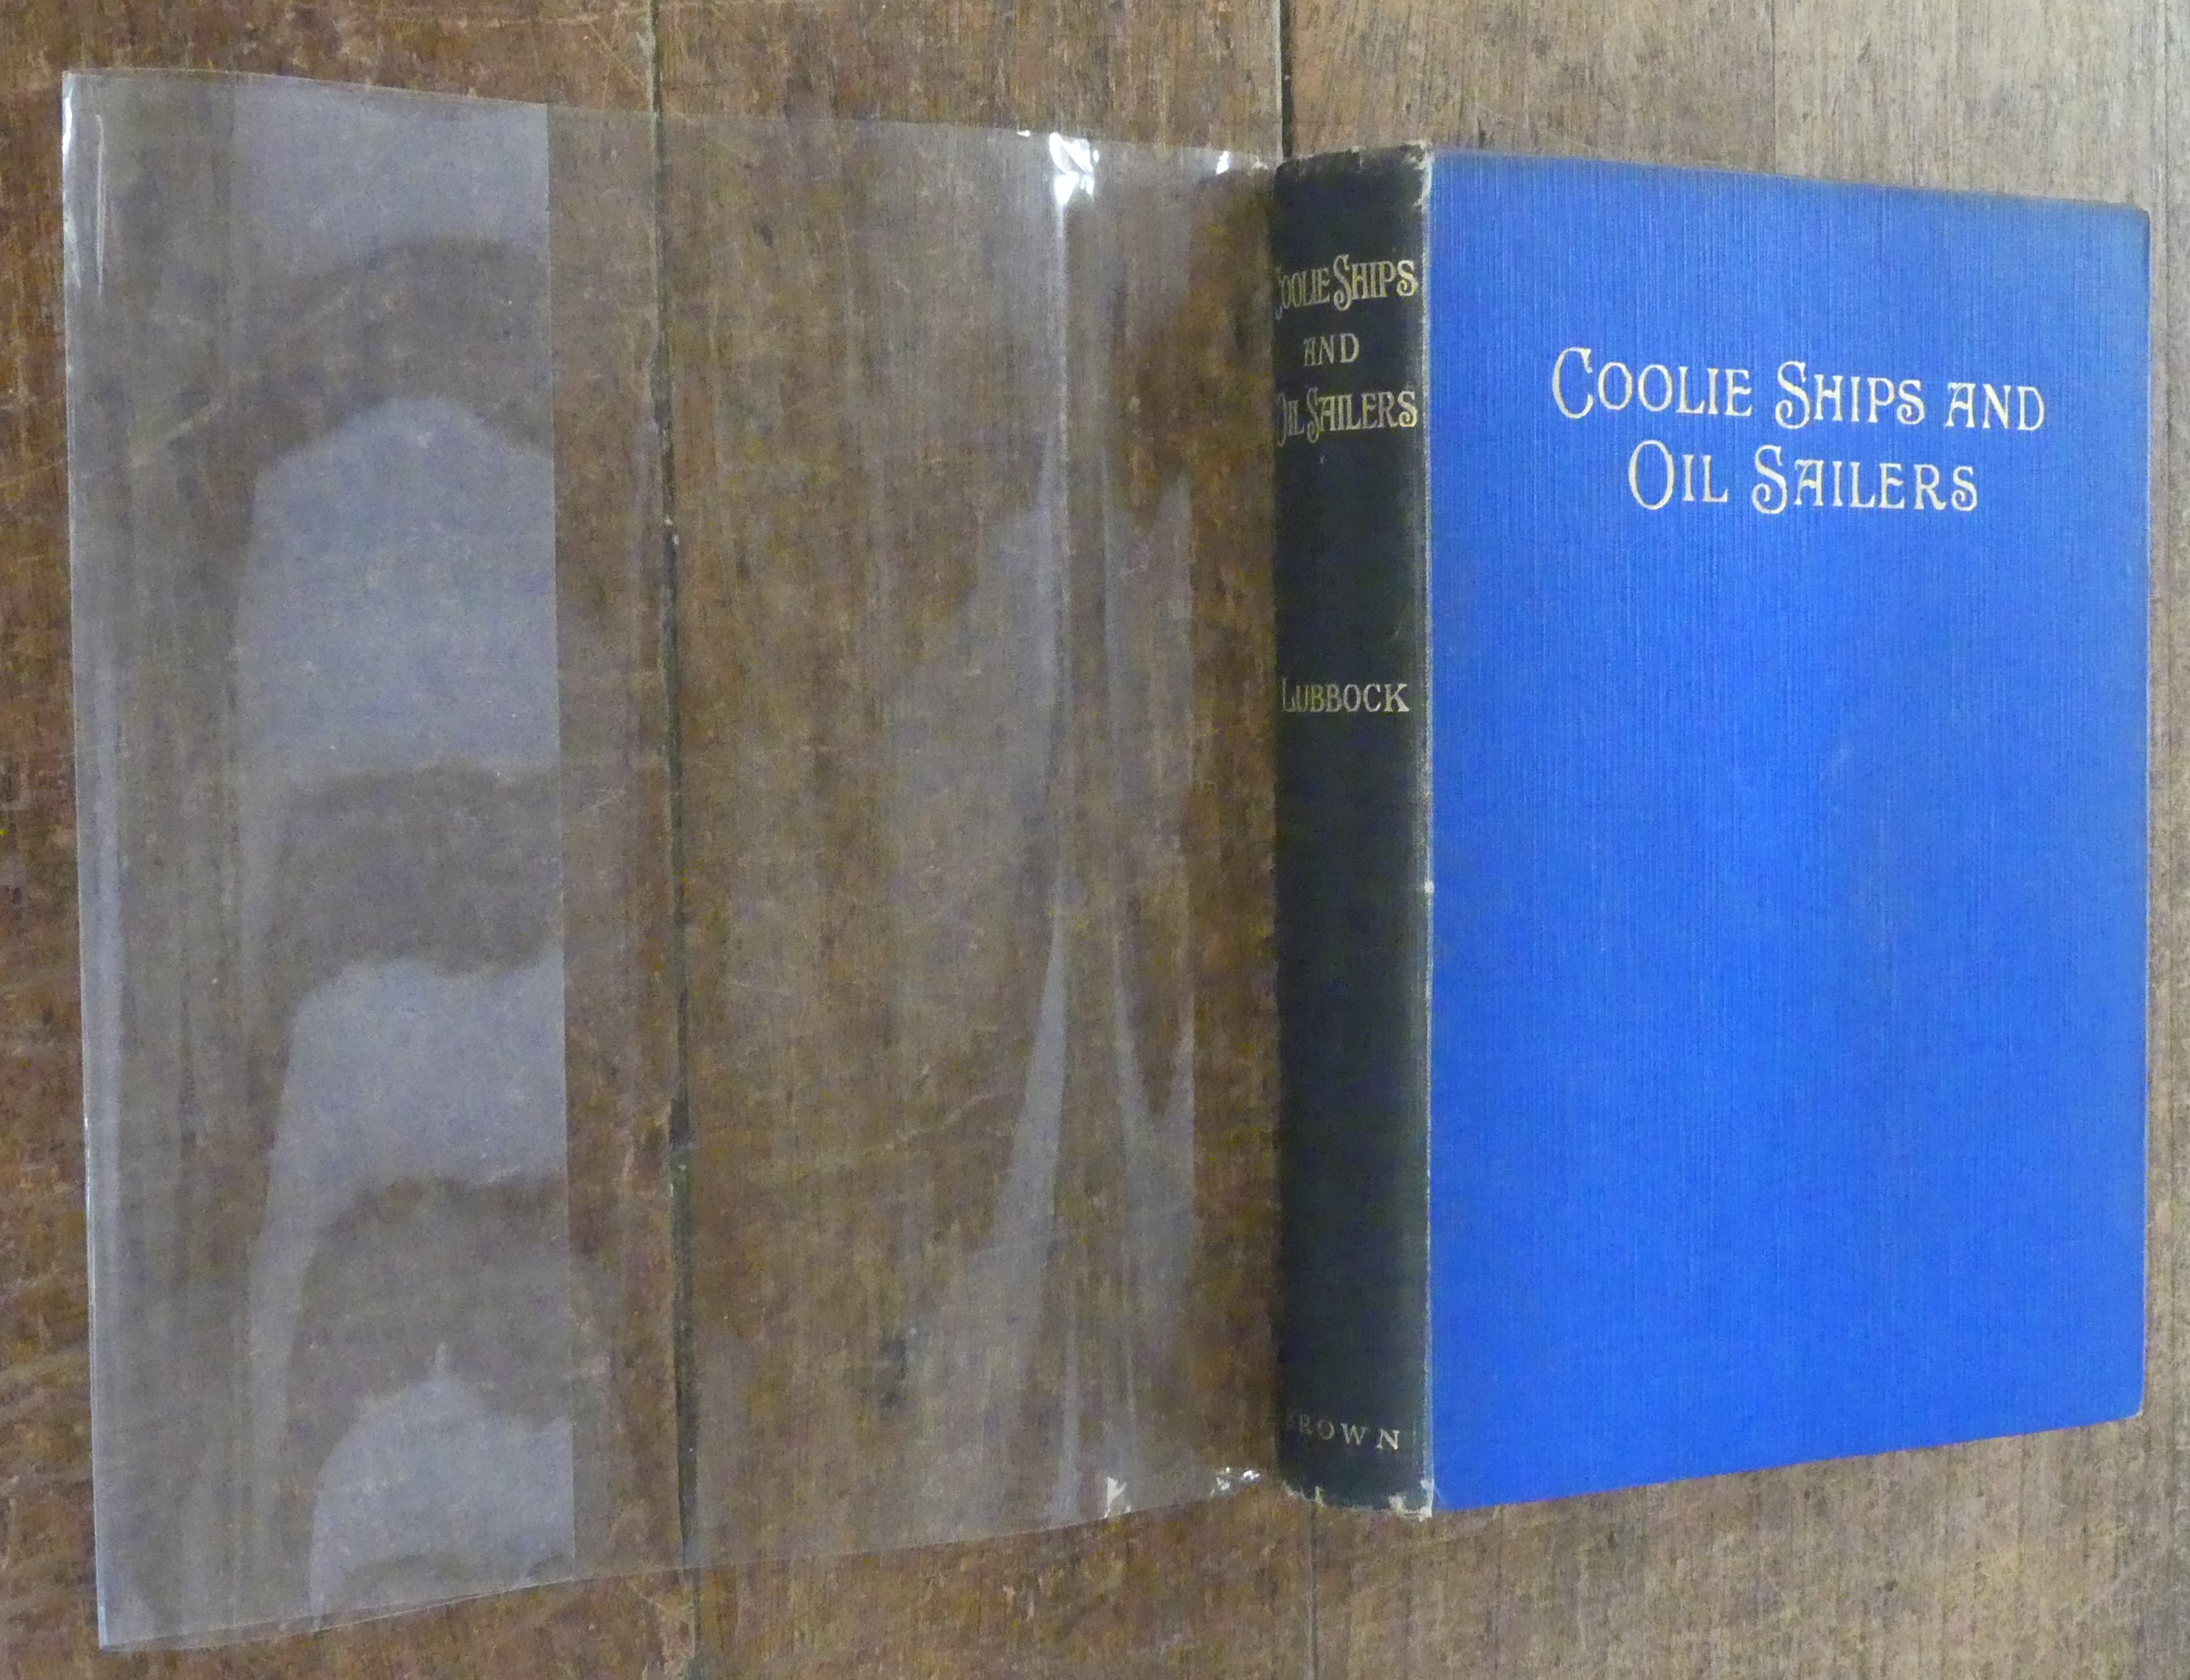 COOLIE SHIPS
AND
OIL SAILERS
LUBBOCK
BROWN
COOLIE SHIPS AND
OIL SAILERS